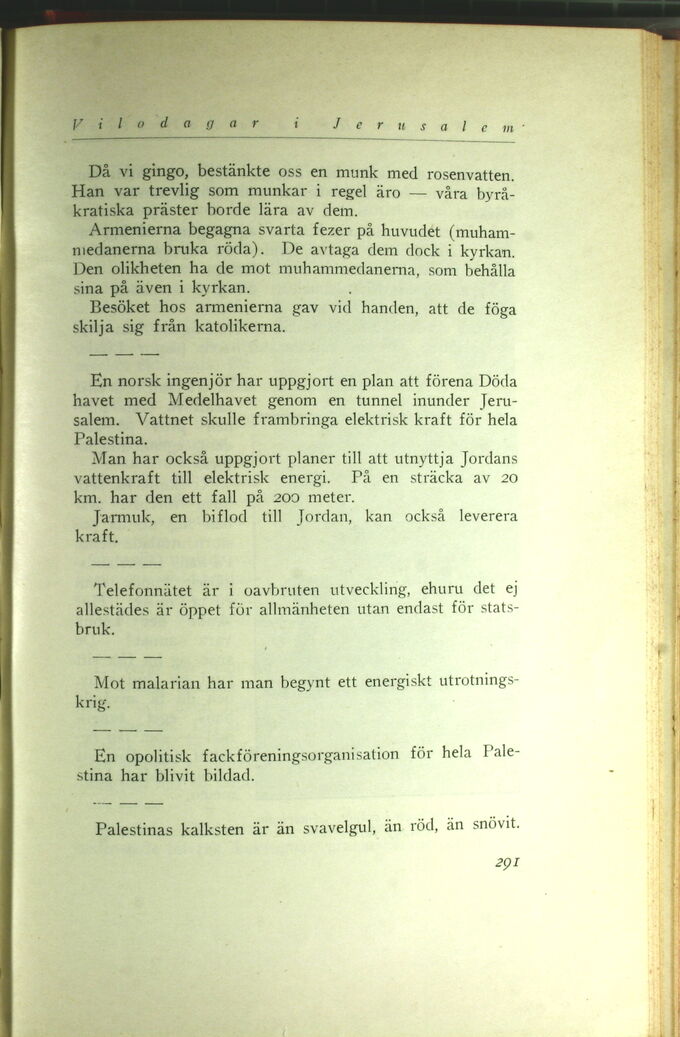 Vilodagar i Jerusalem
Då vi gingo, bestänkte oss en munk med rosenvatten.
Han var trevlig som munkar i regel äro — våra byrå-
kratiska präster borde lära av dem.
Armenierna begagna svarta fezer på huvudet (muham-
medanerna bruka röda). De avtaga dem dock i kyrkan.
Den olikheten ha de mot muhammedanerna, som behålla
sina på även i kyrkan.
Besöket hos armenierna gav vid handen, att de föga
skilja sig från katolikerna.
— — —
En norsk ingenjör har uppgjort en plan att förena Döda
havet med Medelhavet genom en tunnel inunder Jeru-
salem. Vattnet skulle frambringa elektrisk kraft för hela
Palestina.
Man har också uppgjort planer till att utnyttja Jordans
vattenkraft till elektrisk energi. På en sträcka av 20
km. har den ett fall på 200 meter.
Jarmuk, en biflod till Jordan, kan också leverera
kraft.
— — —
Telefonnätet är i oavbruten utveckling, ehuru det ej
allestädes är öppet för allmänheten utan endast för stats-
bruk.
— — —
Mot malarian har man begynt ett energiskt utrotnings-
krig.
— — —
En opolitisk fackföreningsorganisation för hela Pale-
stina har blivit bildad.
— — —
Palestinas kalksten är än svavelgul, än röd, än snövit.
291